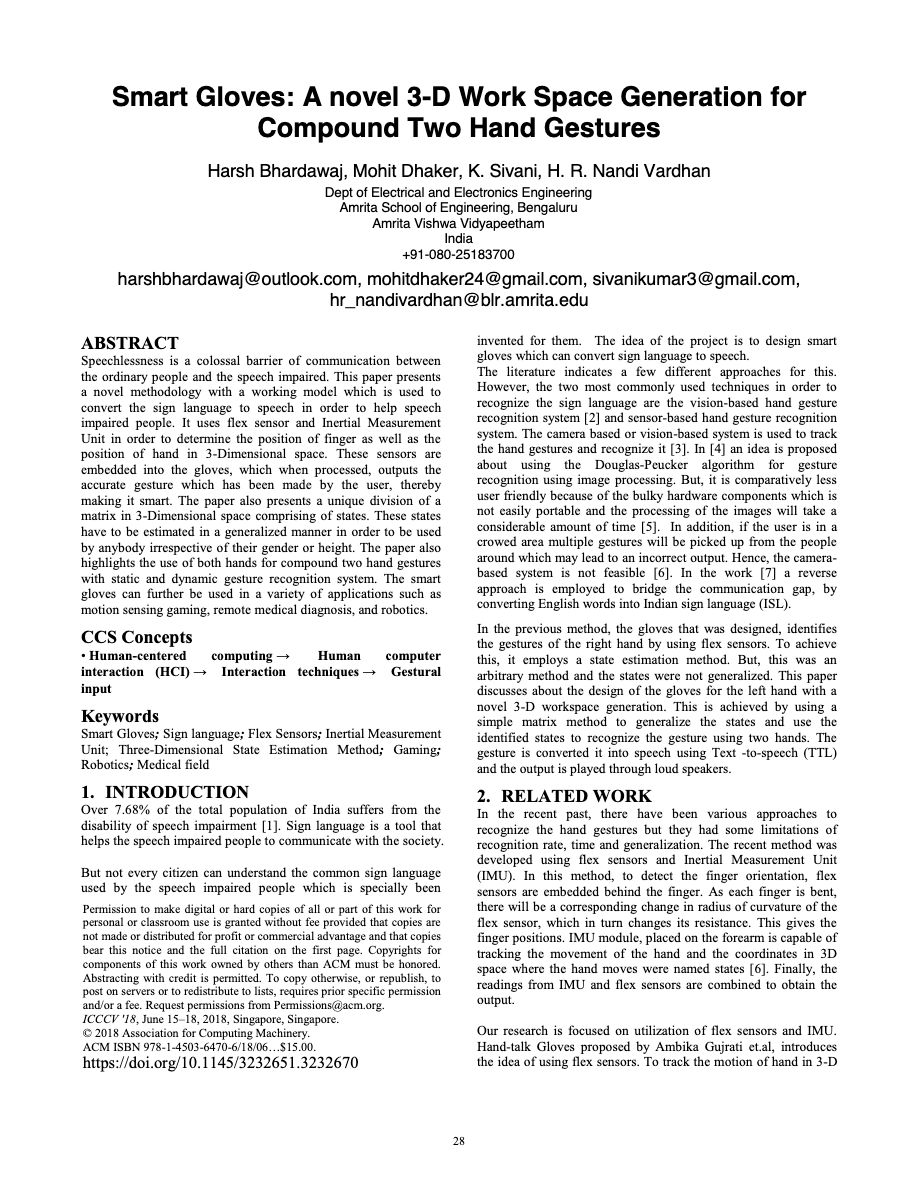 Smart Gloves: A novel 3-D Work Space Generation for
Compound Two Hand Gestures
Harsh Bhardawaj, Mohit Dhaker, K. Sivani, H. R. Nandi Vardhan
Dept of Electrical and Electronics Engineering
Amrita School of Engineering, Bengaluru
Amrita Vishwa Vidyapeetham
India
+91-080-25183700
harshbhardawaj@outlook.com, mohitdhaker24@gmail.com, sivanikumar3@gmail.com,
hr_nandivardhan@blr.amrita.edu
ABSTRACT
Speechlessness is a colossal barrier of communication between
the ordinary people and the speech impaired. This paper presents
a novel methodology with a working model which is used to
convert the sign language to speech in order to help speech
impaired people. It uses flex sensor and Inertial Measurement
Unit in order to determine the position of finger as well as the
position of hand in 3-Dimensional space. These sensors are
embedded into the gloves, which when processed, outputs the
accurate gesture which has been made by the user, thereby
making it smart. The paper also presents a unique division of a
matrix in 3-Dimensional space comprising of states. These states
have to be estimated in a generalized manner in order to be used
by anybody irrespective of their gender or height. The paper also
highlights the use of both hands for compound two hand gestures
with static and dynamic gesture recognition system. The smart
gloves can further be used in a variety of applications such as
motion sensing gaming, remote medical diagnosis, and robotics.
CCS Concepts
• Human-centered computing → Human computer
interaction (HCI) → Interaction techniques → Gestural
input
Keywords
Smart Gloves; Sign language; Flex Sensors; Inertial Measurement
Unit; Three-Dimensional State Estimation Method; Gaming;
Robotics; Medical field
1. INTRODUCTION
Over 7.68% of the total population of India suffers from the
disability of speech impairment [1]. Sign language is a tool that
helps the speech impaired people to communicate with the society.
But not every citizen can understand the common sign language
used by the speech impaired people which is specially been
Permission to make digital or hard copies of all or part of this work for
personal or classroom use is granted without fee provided that copies are
not made or distributed for profit or commercial advantage and that copies
bear this notice and the full citation on the first page. Copyrights for
components of this work owned by others than ACM must be honored.
Abstracting with credit is permitted. To copy otherwise, or republish, to
post on servers or to redistribute to lists, requires prior specific permission
and/or a fee. Request permissions from Permissions@acm.org.
ICCCV '18, June 15–18, 2018, Singapore, Singapore.
© 2018 Association for Computing Machinery.
ACM ISBN 978-1-4503-6470-6/18/06…$15.00.
https://doi.org/10.1145/3232651.3232670
invented for them. The idea of the project is to design smart
gloves which can convert sign language to speech.
The literature indicates a few different approaches for this.
However, the two most commonly used techniques in order to
recognize the sign language are the vision-based hand gesture
recognition system [2] and sensor-based hand gesture recognition
system. The camera based or vision-based system is used to track
the hand gestures and recognize it [3]. In [4] an idea is proposed
about using the Douglas-Peucker algorithm for gesture
recognition using image processing. But, it is comparatively less
user friendly because of the bulky hardware components which is
not easily portable and the processing of the images will take a
considerable amount of time [5]. In addition, if the user is in a
crowed area multiple gestures will be picked up from the people
around which may lead to an incorrect output. Hence, the camera-
based system is not feasible [6]. In the work [7] a reverse
approach is employed to bridge the communication gap, by
converting English words into Indian sign language (ISL).
In the previous method, the gloves that was designed, identifies
the gestures of the right hand by using flex sensors. To achieve
this, it employs a state estimation method. But, this was an
arbitrary method and the states were not generalized. This paper
discusses about the design of the gloves for the left hand with a
novel 3-D workspace generation. This is achieved by using a
simple matrix method to generalize the states and use the
identified states to recognize the gesture using two hands. The
gesture is converted it into speech using Text -to-speech (TTL)
and the output is played through loud speakers.
2. RELATED WORK
In the recent past, there have been various approaches to
recognize the hand gestures but they had some limitations of
recognition rate, time and generalization. The recent method was
developed using flex sensors and Inertial Measurement Unit
(IMU). In this method, to detect the finger orientation, flex
sensors are embedded behind the finger. As each finger is bent,
there will be a corresponding change in radius of curvature of the
flex sensor, which in turn changes its resistance. This gives the
finger positions. IMU module, placed on the forearm is capable of
tracking the movement of the hand and the coordinates in 3D
space where the hand moves were named states [6]. Finally, the
readings from IMU and flex sensors are combined to obtain the
output.
Our research is focused on utilization of flex sensors and IMU.
Hand-talk Gloves proposed by Ambika Gujrati et.al, introduces
the idea of using flex sensors. To track the motion of hand in 3-D
28